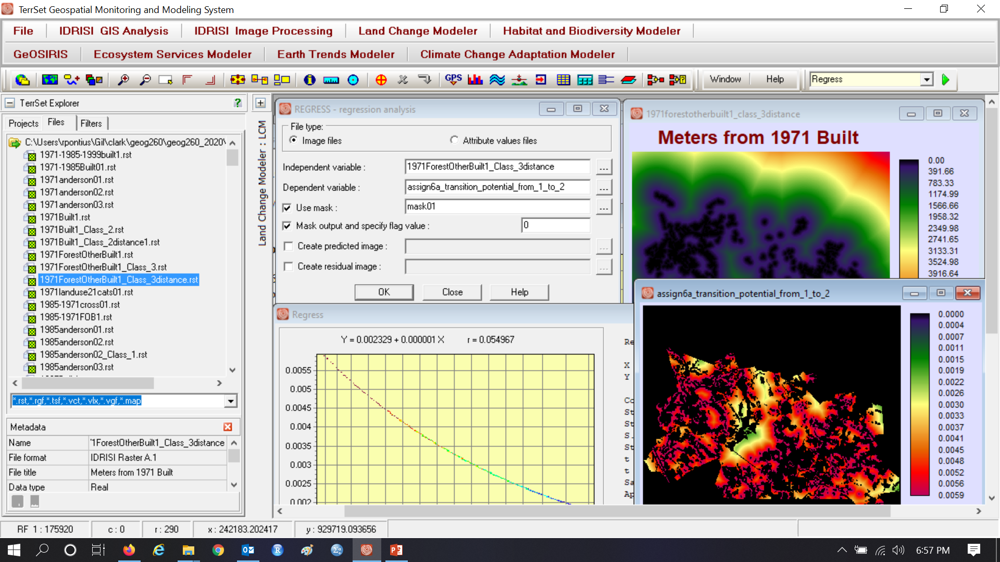 TerrSet Geospatial Monitoring and Modeling System
File IDRISI GIS Analysis IDRISI Image Processing Land Change Modeler Habitat and Biodiversity Modeler
GeOSIRIS Ecosystem Services Modeler Earth Trends Modeler Climate Change Adaptation Modeler
GPS Window Help Regress
TerrSet Explorer
Projects Files Filters
C:\Users\rpontius\Gil\clark\geog260\geog260_2020\
1971-1985-1999built1.rst
1971-1985Built01.rst
1971anderson01.rst
1971anderson02.rst
1971anderson03.rst
1971Built1.rst
1971Built1_Class_2.rst
1971Built1_Class_2distance1.rst
1971ForestOtherBuilt1.rst
1971ForestOtherBuilt1_Class_3.rst
1971ForestOtherBuilt1_Class_3distance.rst
1971landuse21cats01.rst
1985-1971cross01.rst
1985-1971FOB1.rst
1985anderson01.rst
1985anderson02.rst
1985anderson02_Class_1.rst
1985anderson03.rst
*.rst,*.rgf,*.tsf,*.vct,*.vlx,*.vgf,*.map
Metadata
Name '1ForestOtherBuilt1_Class_3distance
File format IDRISI Raster A.1
File title Meters from 1971 Built
Data type Real
Land Change Modeler : LCM
REGRESS - regression analysis
File type:
Image files Attribute values files
Independent variable : 1971ForestOtherBuilt1_Class_3distance ...
Dependent variable : assign6a_transition_potential_from_1_to_2 ...
Use mask : mask01 ...
Mask output and specify flag value : 0
Create predicted image : ...
Create residual image : ...
OK Close Help
Regress
Y = 0.002329 + 0.000001 X r = 0.054967
0.0055
0.005
0.0045
0.004
0.0035
0.003
0.0025
0.002
Re
X
Y
Co
St
St
S.
St
t
t
Sa
Ap
1971forestotherbuilt1_class_3distance
Meters from 1971 Built
0.00
391.66
783.33
1174.99
1566.66
1958.32
2349.98
2741.65
3133.31
3524.98
3916.64
assign6a_transition_potential_from_1_to_2
0.0000
0.0004
0.0007
0.0011
0.0015
0.0019
0.0022
0.0026
0.0030
0.0033
0.0037
0.0041
0.0045
0.0048
0.0052
0.0056
0.0059
RF 1 : 175920 c : 0 r : 290 x : 242183.202417 y : 929719.093656
6:57 PM